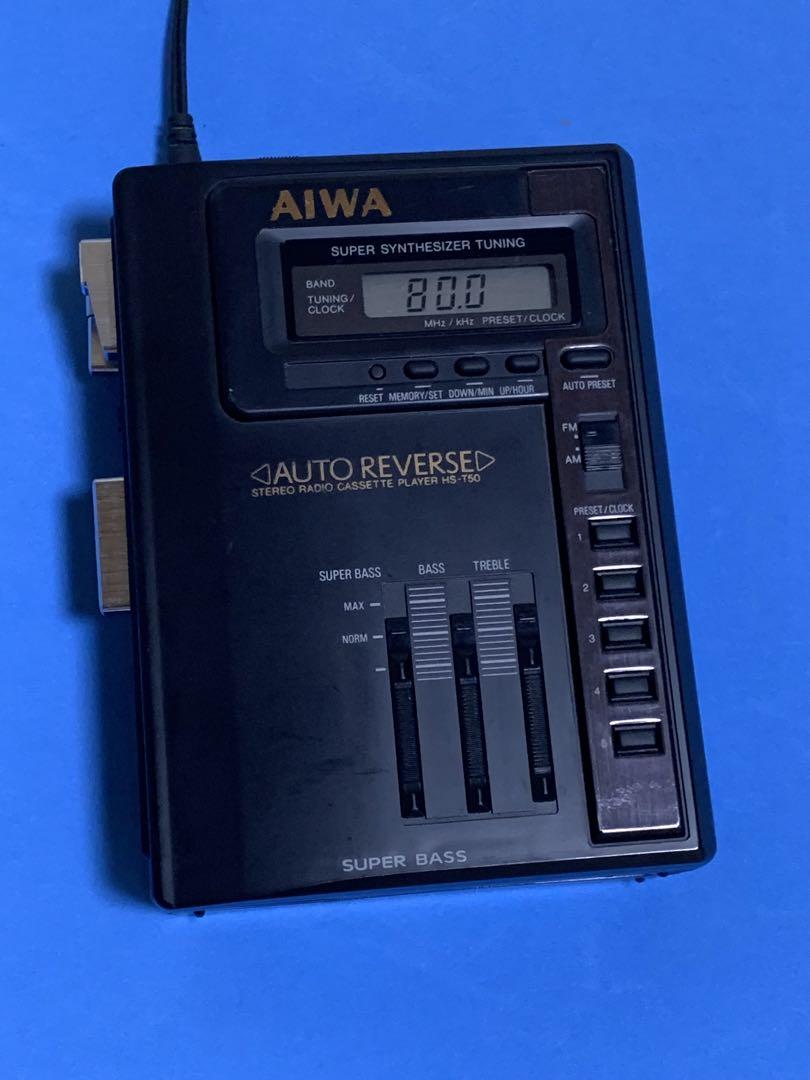 AIWA
SUPER SYNTHESIZER TUNING
BAND
TUNING/
CLOCK
80.0
MHz / kHz PRESET/CLOCK
RESET MEMORY/SET DOWN/MIN UP/HOUR
AUTO PRESET
FM
AM
◁AUTO REVERSE▷
STEREO RADIO CASSETTE PLAYER HS-T50
PRESET/CLOCK
1
2
3
4
SUPER BASS BASS TREBLE
MAX
NORM
SUPER BASS